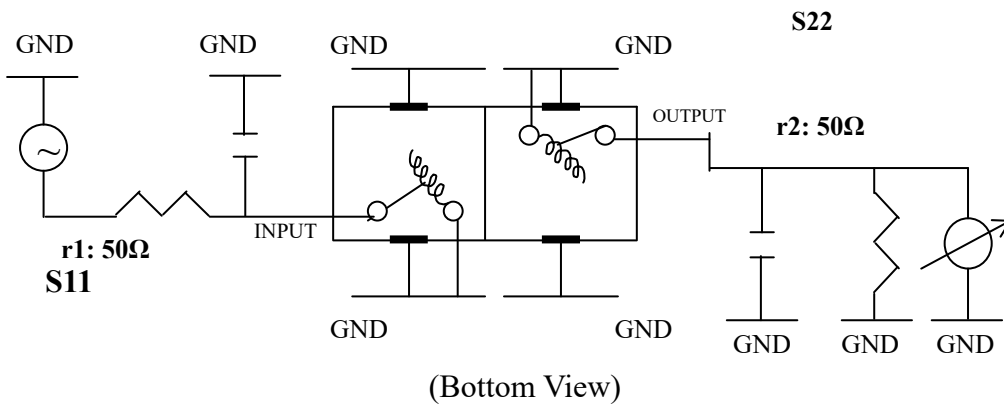 S22
GND
GND
GND
GND
OUTPUT
r2: 50Ω
~
INPUT
r1: 50Ω
S11
GND
GND
GND
GND
GND
(Bottom View)